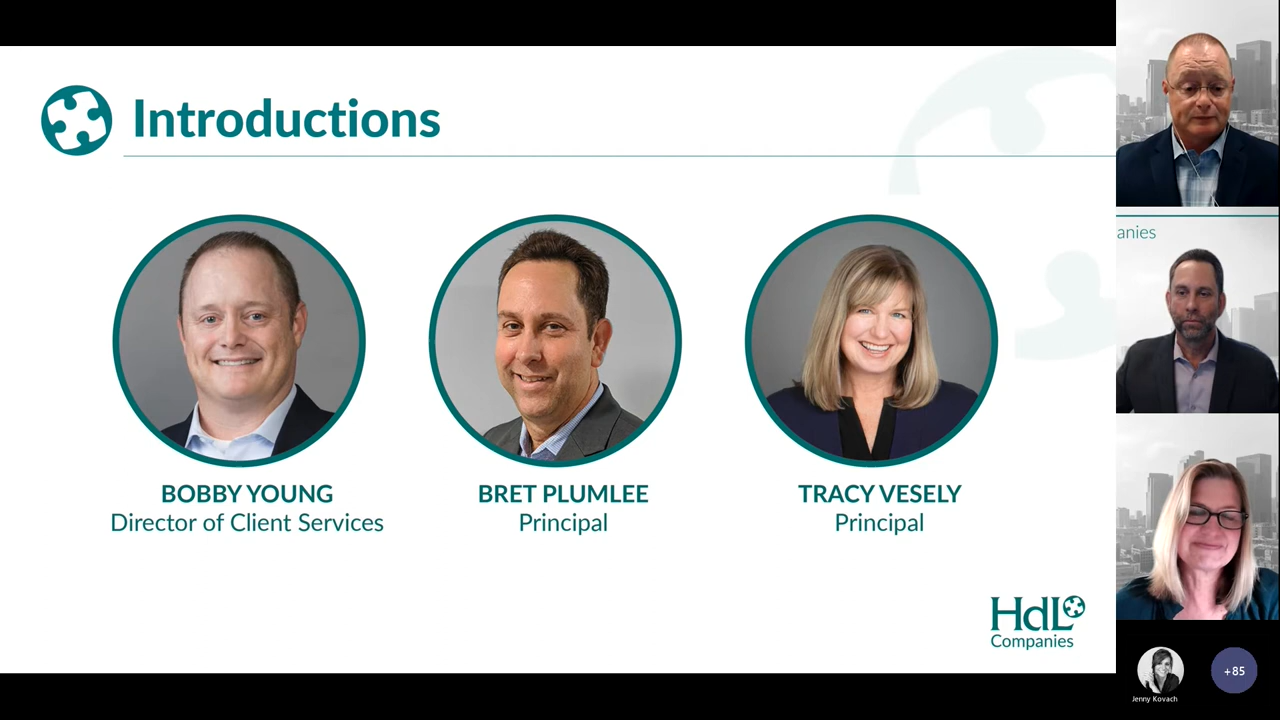 Introductions
BOBBY YOUNG
Director of Client Services
BRET PLUMLEE
Principal
TRACY VESELY
Principal
HdL
Companies
anies
Jenny Kovach
+85